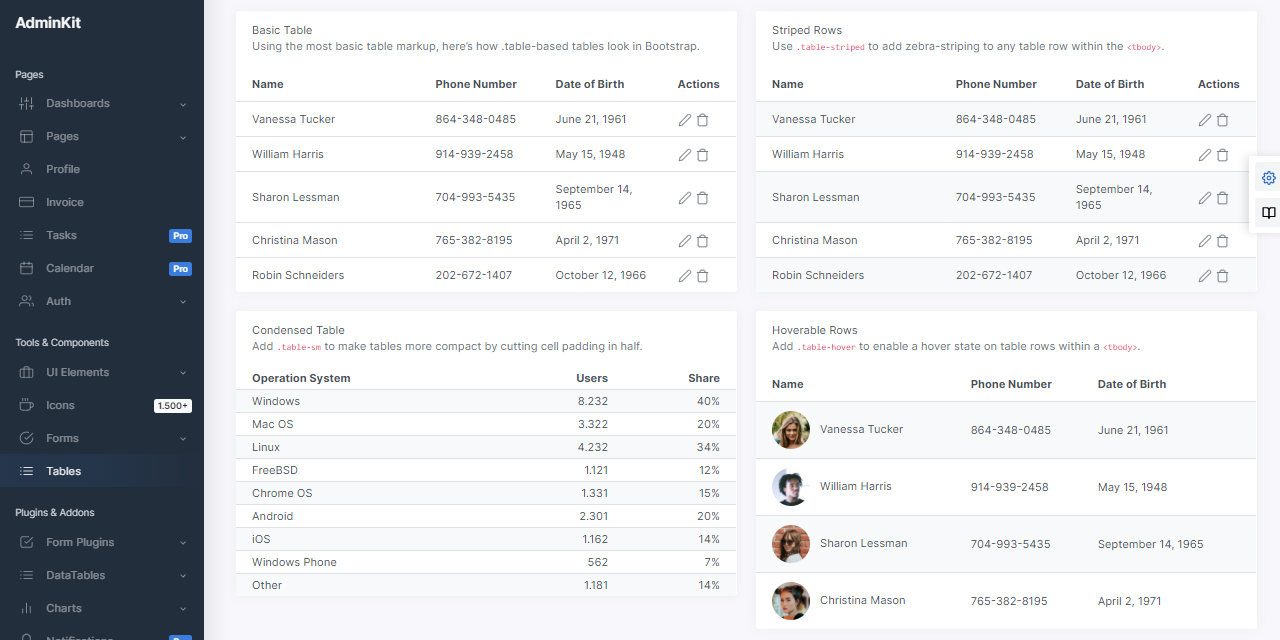 AdminKit
Pages
Dashboards
Pages
Profile
Invoice
Tasks Pro
Calendar Pro
Auth
Tools & Components
UI Elements
Icons 1.500+
Forms
Tables
Plugins & Addons
Form Plugins
DataTables
Charts
Notifications Pro
Basic Table
Using the most basic table markup, here’s how .table-based tables look in Bootstrap.
Name Phone Number Date of Birth Actions
Vanessa Tucker 864-348-0485 June 21, 1961
William Harris 914-939-2458 May 15, 1948
Sharon Lessman 704-993-5435 September 14,
1965
Christina Mason 765-382-8195 April 2, 1971
Robin Schneiders 202-672-1407 October 12, 1966
Striped Rows
Use .table-striped to add zebra-striping to any table row within the <tbody>.
Name Phone Number Date of Birth Actions
Vanessa Tucker 864-348-0485 June 21, 1961
William Harris 914-939-2458 May 15, 1948
Sharon Lessman 704-993-5435 September 14,
1965
Christina Mason 765-382-8195 April 2, 1971
Robin Schneiders 202-672-1407 October 12, 1966
Condensed Table
Add .table-sm to make tables more compact by cutting cell padding in half.
Operation System Users Share
Windows 8.232 40%
Mac OS 3.322 20%
Linux 4.232 34%
FreeBSD 1.121 12%
Chrome OS 1.331 15%
Android 2.301 20%
iOS 1.162 14%
Windows Phone 562 7%
Other 1.181 14%
Hoverable Rows
Add .table-hover to enable a hover state on table rows within a <tbody>.
Name Phone Number Date of Birth
Vanessa Tucker 864-348-0485 June 21, 1961
William Harris 914-939-2458 May 15, 1948
Sharon Lessman 704-993-5435 September 14, 1965
Christina Mason 765-382-8195 April 2, 1971